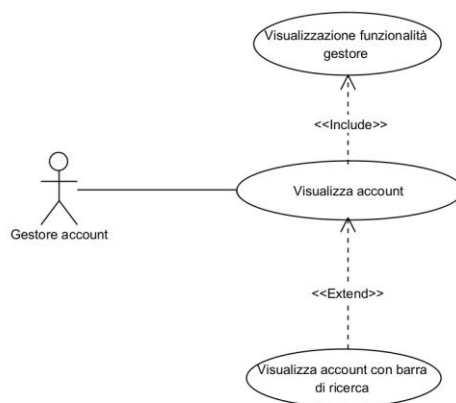 Visualizzazione funzionalità
gestore
<<Include>>
Visualizza account
Gestore account
<<Extend>>
Visualizza account con barra
di ricerca